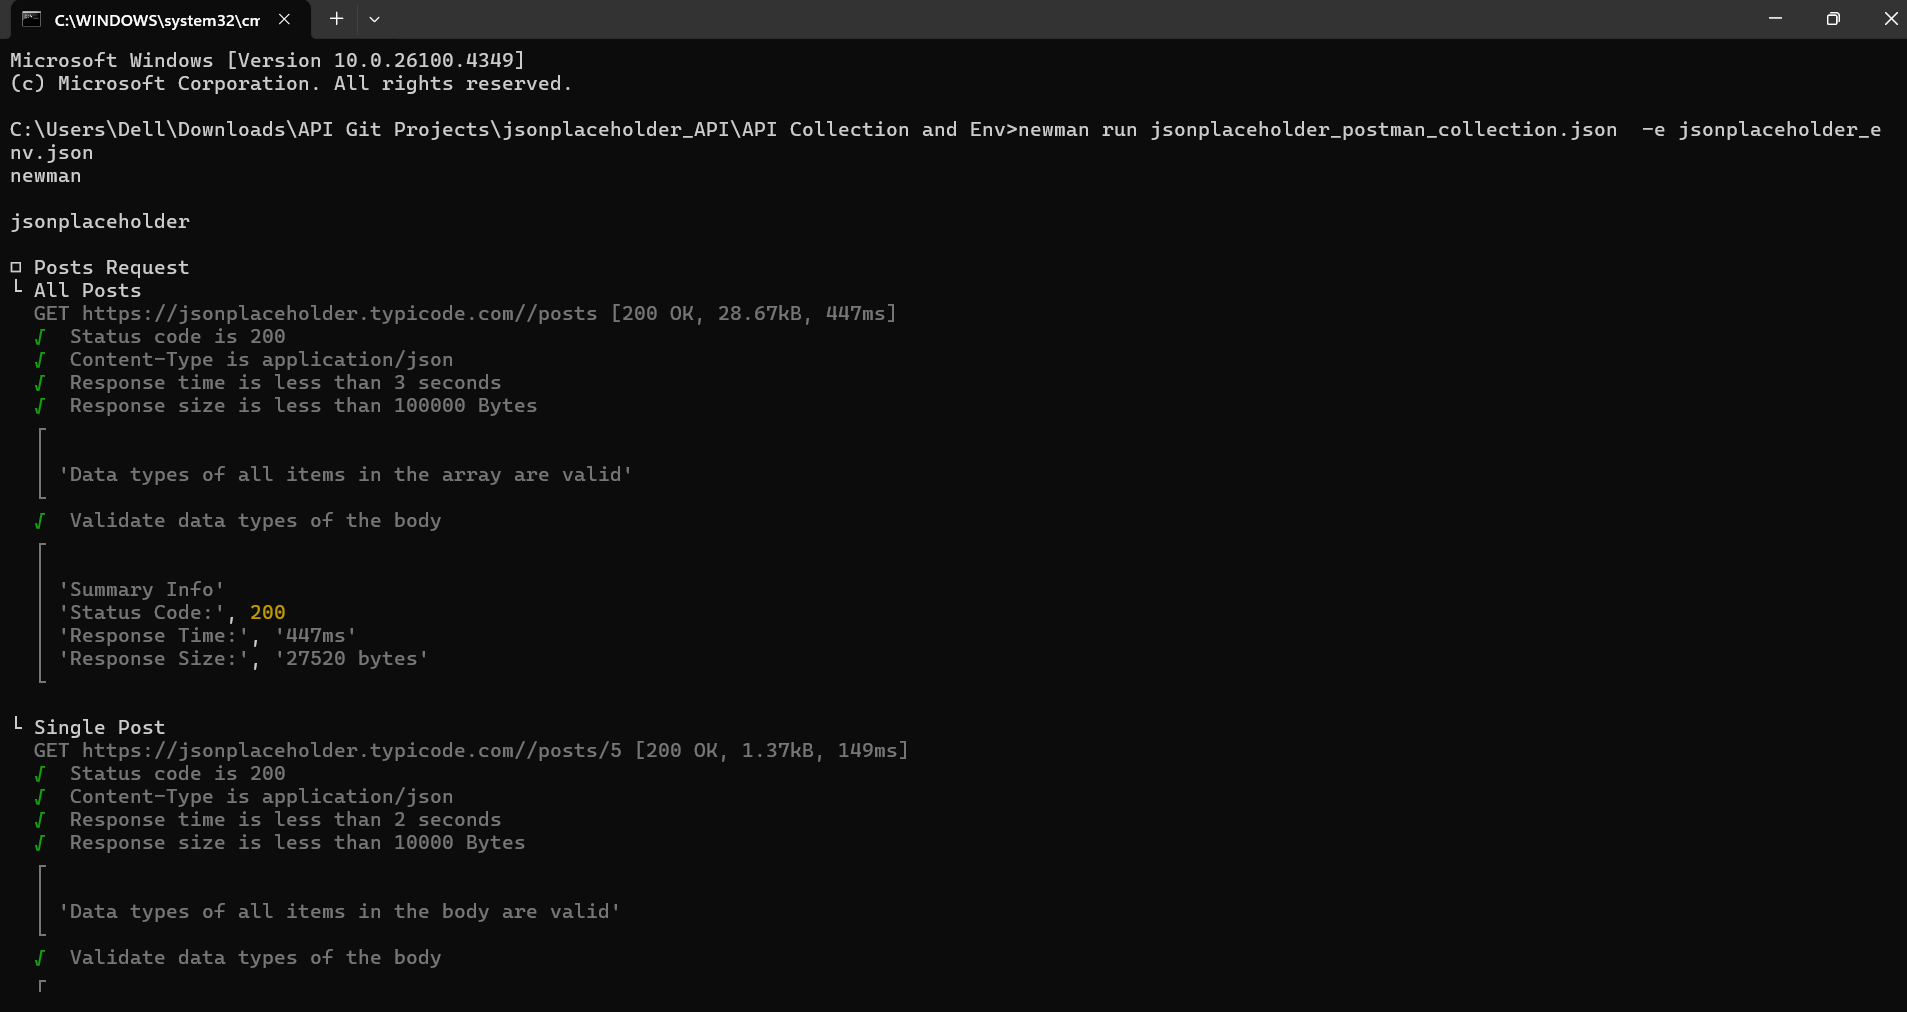 C:\WINDOWS\system32\cm
Microsoft Windows [Version 10.0.26100.4349]
(c) Microsoft Corporation. All rights reserved.
C:\Users\Dell\Downloads\API Git Projects\jsonplaceholder_API\API Collection and Env>newman run jsonplaceholder_postman_collection.json  -e jsonplaceholder_e
nv.json
newman
jsonplaceholder
□ Posts Request
└ All Posts
GET https://jsonplaceholder.typicode.com//posts [200 OK, 28.67kB, 447ms]
√  Status code is 200
√  Content-Type is application/json
√  Response time is less than 3 seconds
√  Response size is less than 100000 Bytes
'Data types of all items in the array are valid'
√  Validate data types of the body
'Summary Info'
'Status Code:', 200
'Response Time:', '447ms'
'Response Size:', '27520 bytes'
└ Single Post
GET https://jsonplaceholder.typicode.com//posts/5 [200 OK, 1.37kB, 149ms]
√  Status code is 200
√  Content-Type is application/json
√  Response time is less than 2 seconds
√  Response size is less than 10000 Bytes
'Data types of all items in the body are valid'
√  Validate data types of the body